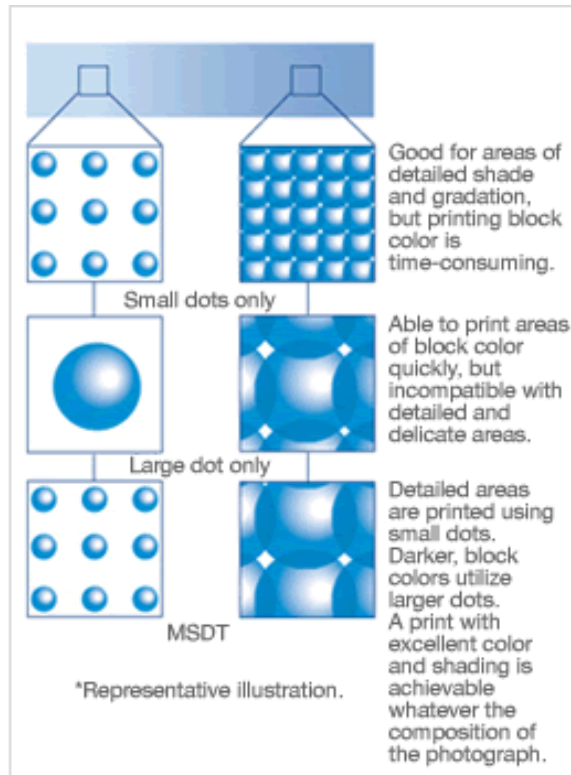 Good for areas of
detailed shade
and gradation,
but printing block
color is
time-consuming.
Small dots only
Able to print areas
of block color
quickly, but
incompatible with
detailed and
delicate areas.
Large dot only
Detailed areas
are printed using
small dots.
Darker, block
colors utilize
larger dots.
A print with
excellent color
and shading is
achievable
whatever the
composition of
the photograph.
MSDT
*Representative illustration.